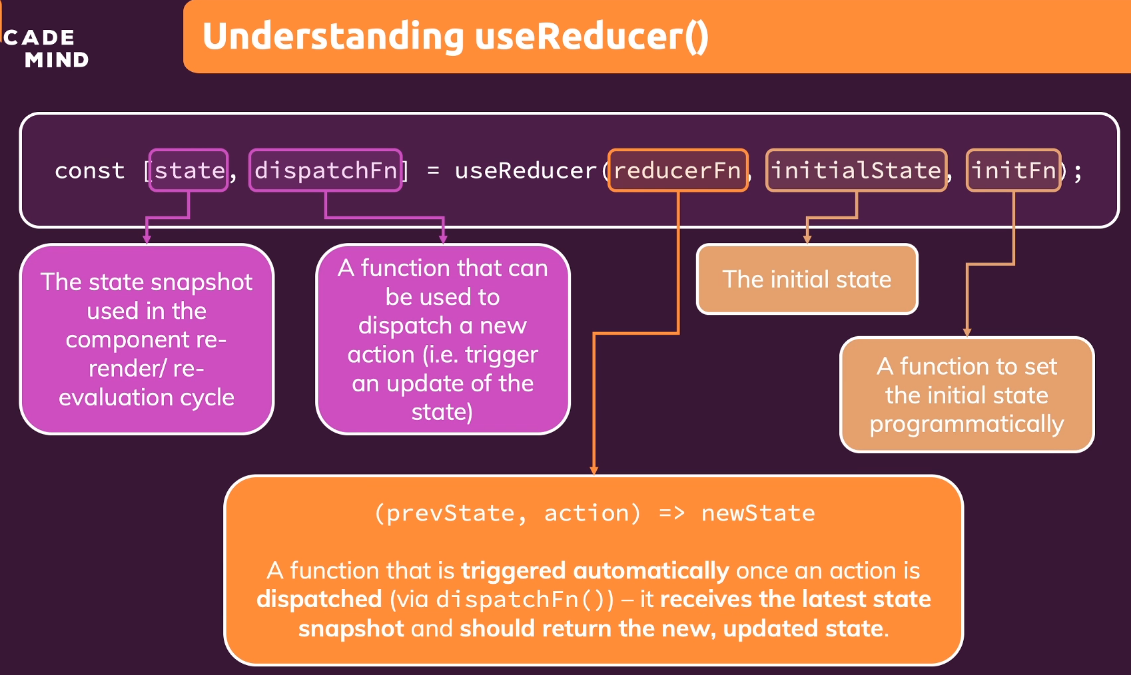 CADE
MIND
Understanding useReducer()
const [state, dispatchFn] = useReducer(reducerFn, initialState, initFn);
The state snapshot
used in the
component re-
render/ re-
evaluation cycle
A function that can
be used to
dispatch a new
action (i.e. trigger
an update of the
state)
The initial state
A function to set
the initial state
programmatically
(prevState, action) => newState
A function that is triggered automatically once an action is
dispatched (via dispatchFn()) – it receives the latest state
snapshot and should return the new, updated state.